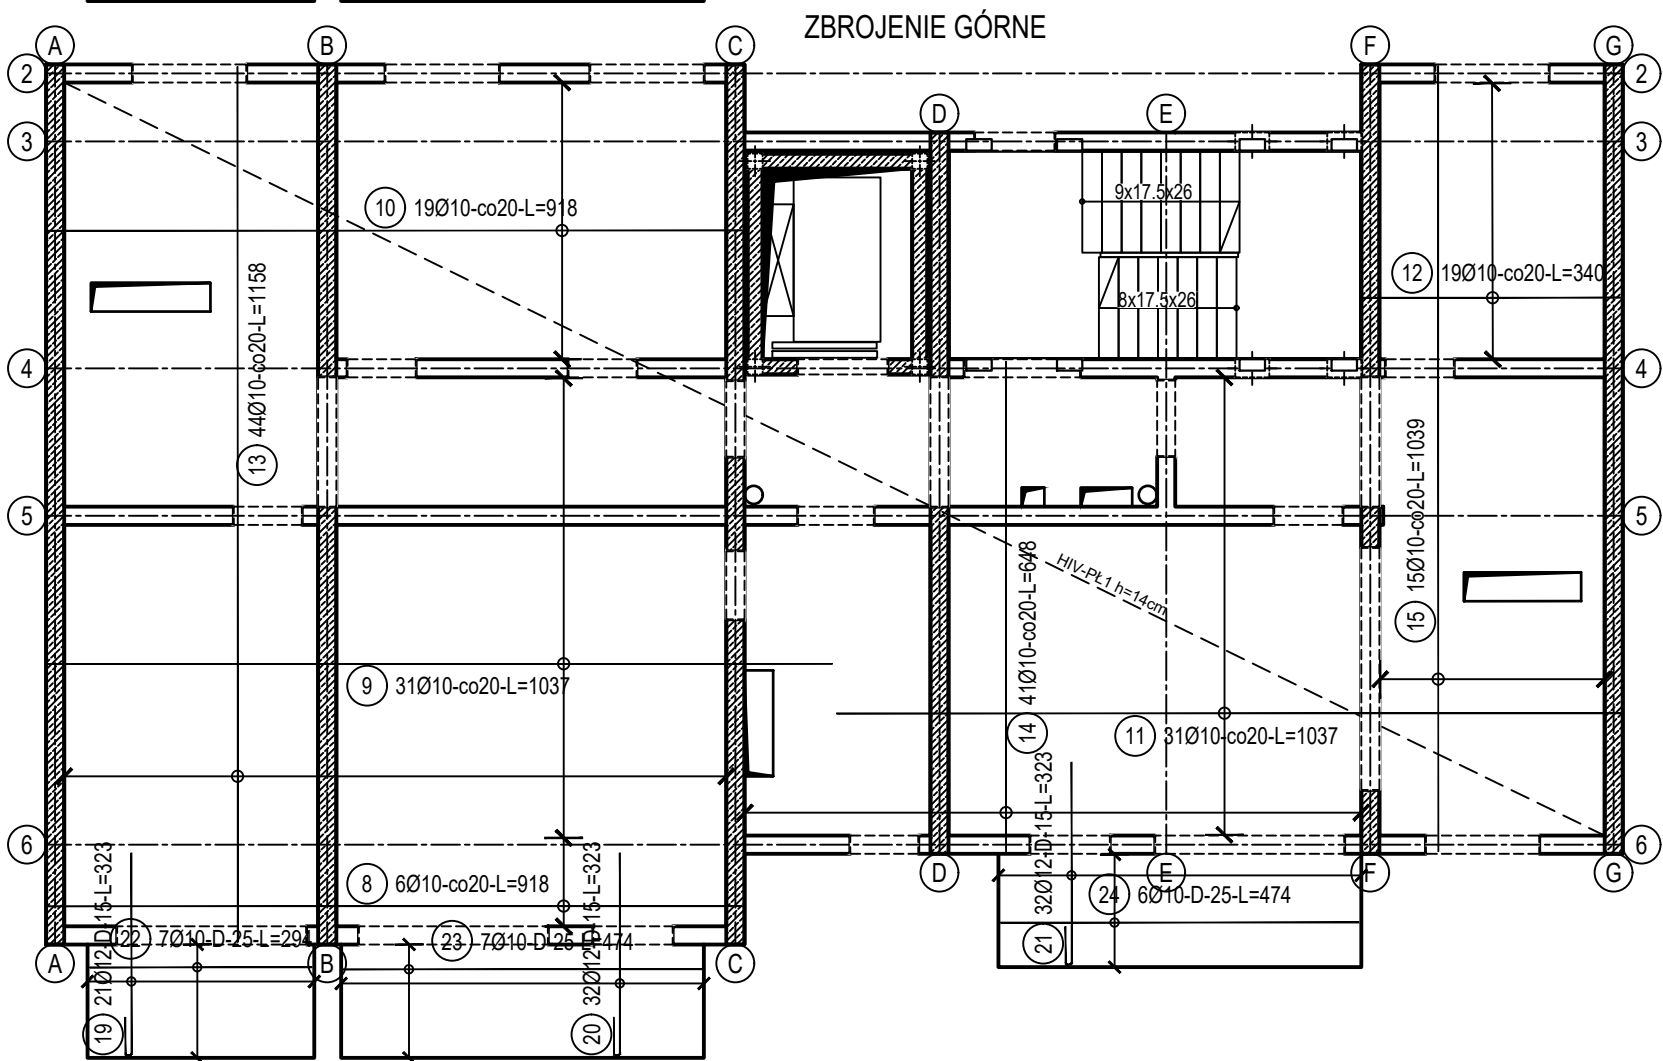 ZBROJENIE GÓRNE
A
B
C
F
G
2
2
D
E
3
3
9x17.5x26
10 19Ø10-co20-L=918
12 19Ø10-co20-L=340
8x17.5x26
13 44Ø10-co20-L=1158
4
4
15 15Ø10-co20-L=1039
5
5
14 41Ø10-co20-L=648
HIV-PŁ1 h=14cm
9 31Ø10-co20-L=1037
11 31Ø10-co20-L=1037
6
6
8 6Ø10-co20-L=918
D
E
F
G
24 6Ø10-D-25-L=474
21 32Ø12-D-15-L=323
22 7Ø10-D-25-L=294
23 7Ø10-D-25-L=474
A
B
C
19 21Ø12-D-15-L=323
20 32Ø12-D-15-L=323